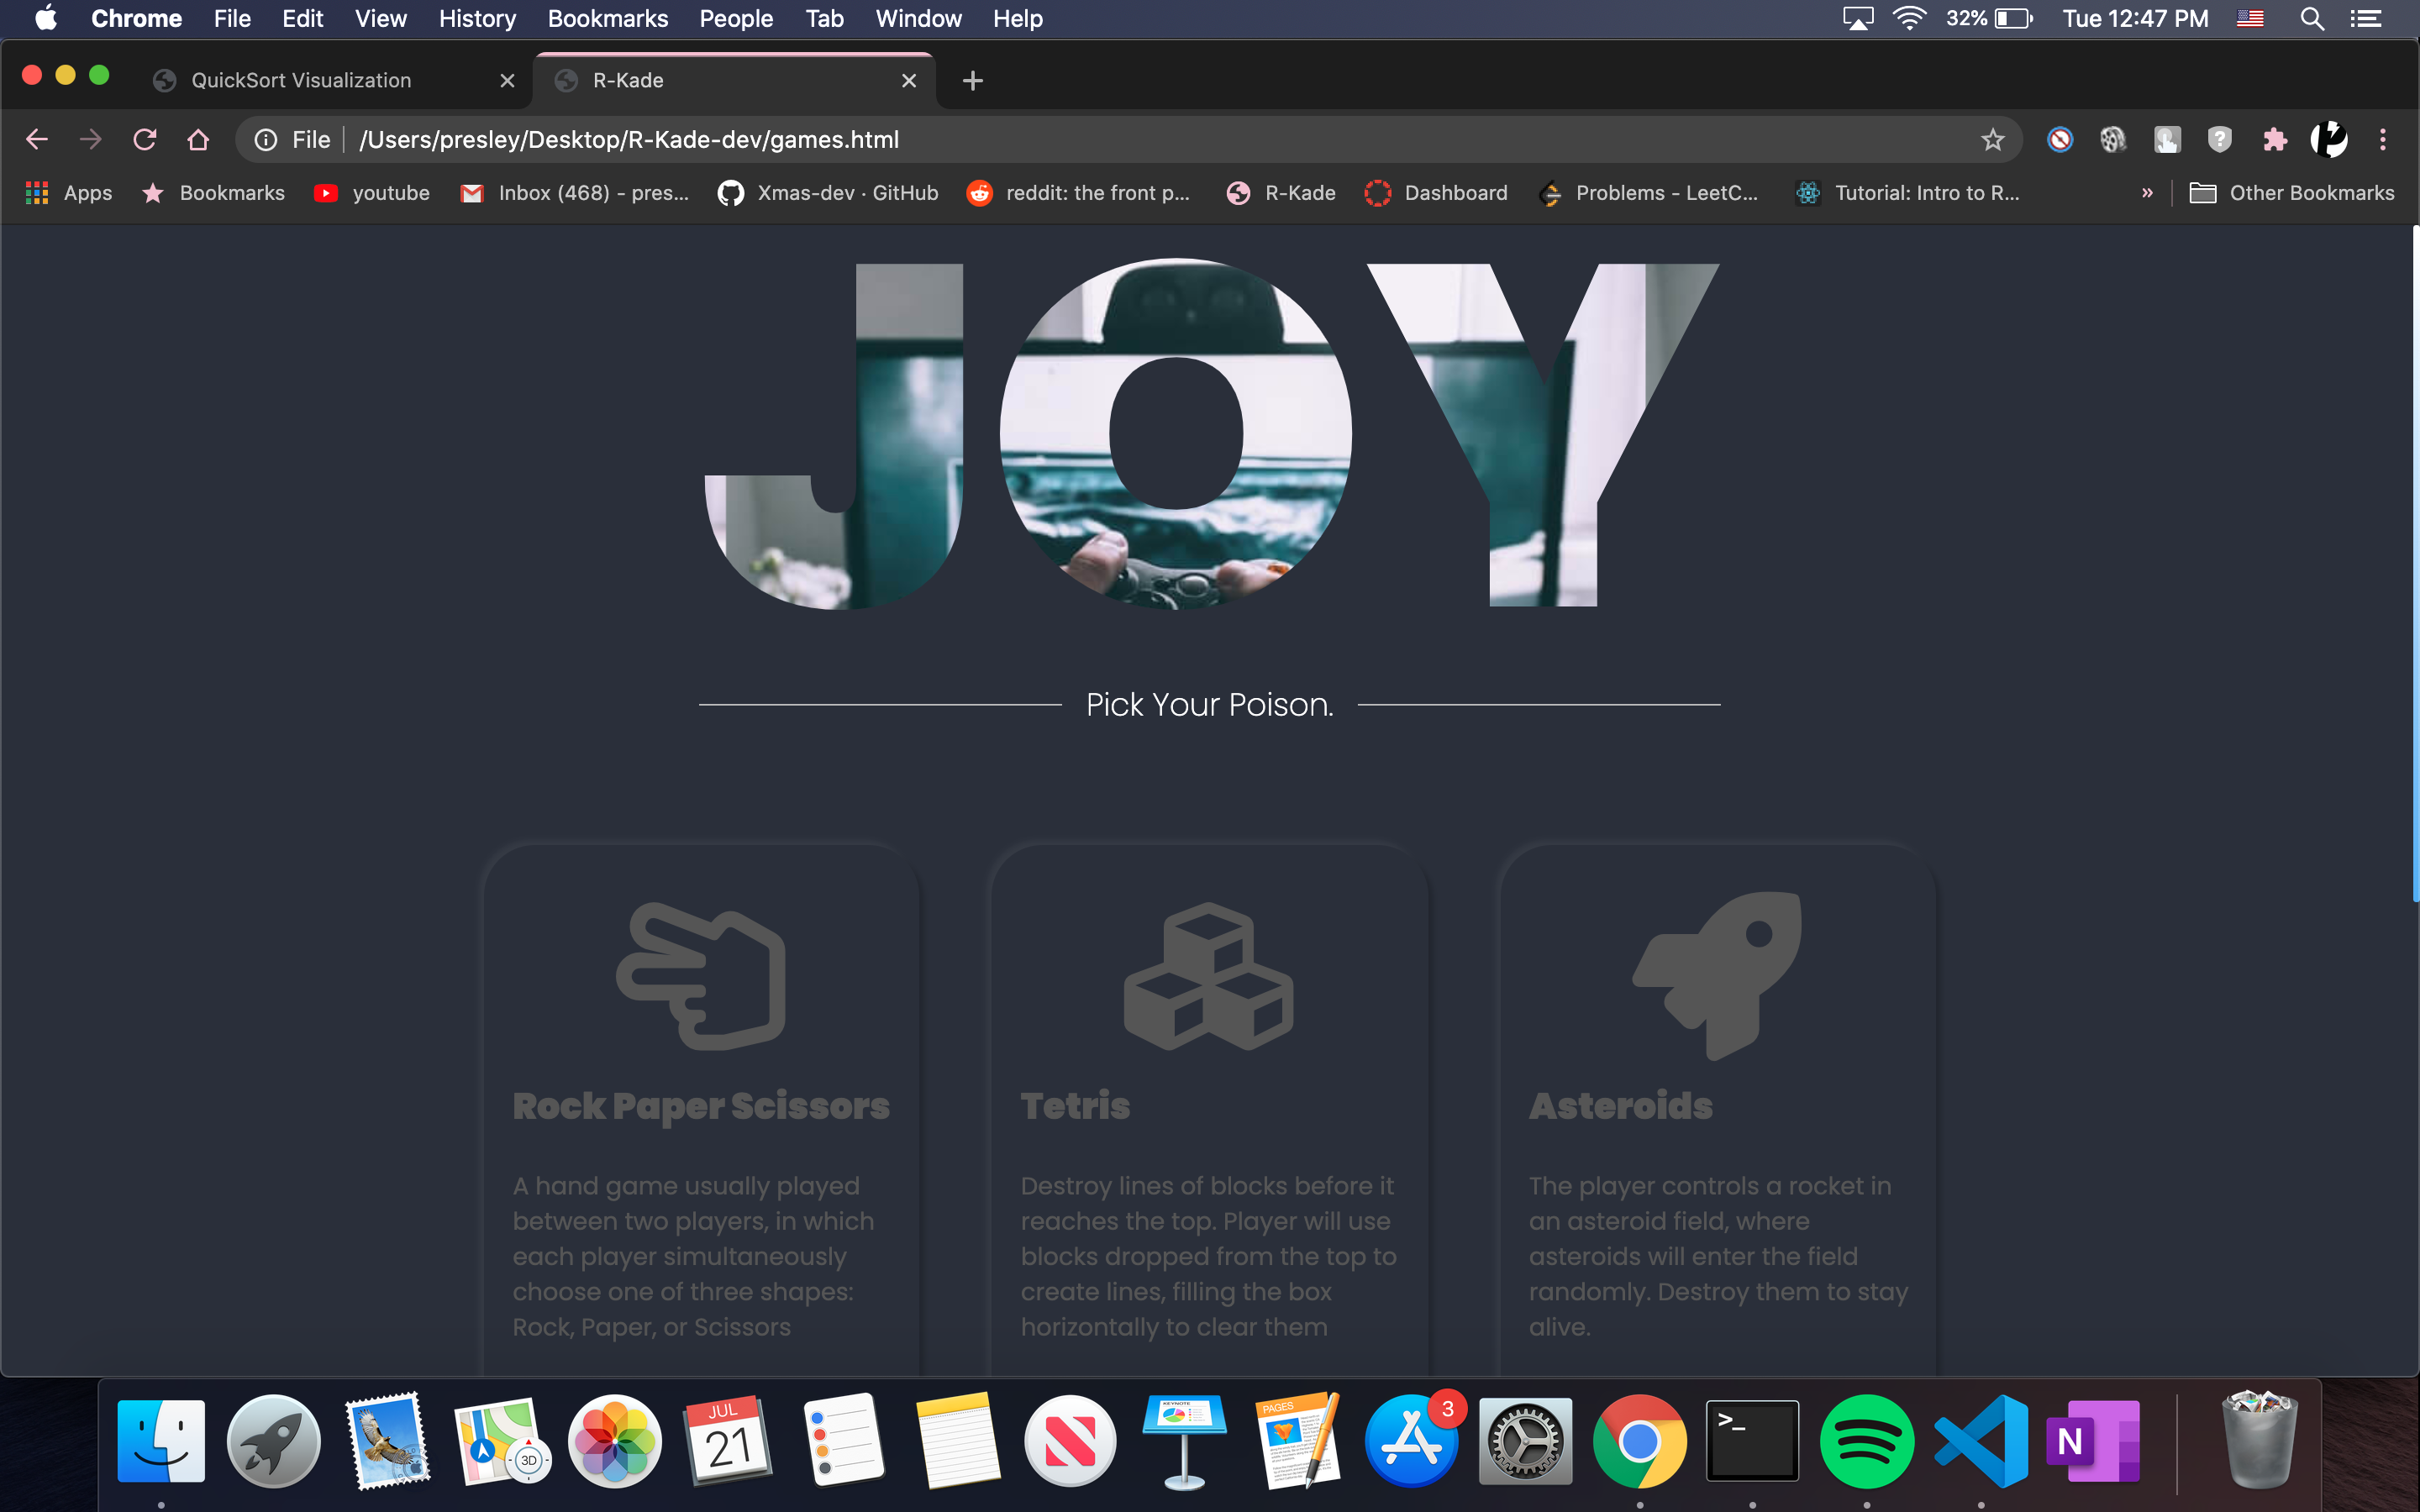 Chrome File Edit View History Bookmarks People Tab Window Help 32% Tue 12:47 PM
QuickSort Visualization R-Kade
File /Users/presley/Desktop/R-Kade-dev/games.html
Apps Bookmarks youtube Inbox (468) - pres... Xmas-dev · GitHub reddit: the front p... R-Kade Dashboard Problems - LeetC... Tutorial: Intro to R... » Other Bookmarks
JOY
Pick Your Poison.
Rock Paper Scissors
A hand game usually played
between two players, in which
each player simultaneously
choose one of three shapes:
Rock, Paper, or Scissors
Tetris
Destroy lines of blocks before it
reaches the top. Player will use
blocks dropped from the top to
create lines, filling the box
horizontally to clear them
Asteroids
The player controls a rocket in
an asteroid field, where
asteroids will enter the field
randomly. Destroy them to stay
alive.
3D
JUL
21
KEYNOTE
PAGES
3
>_
N